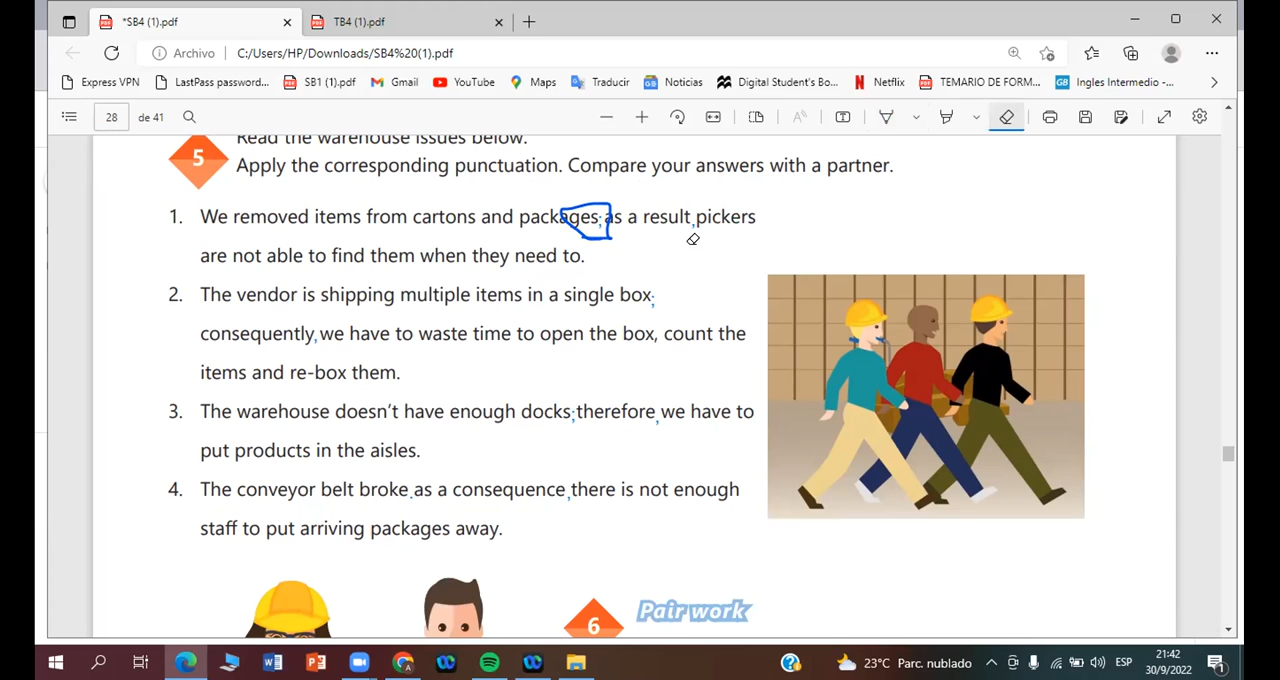 *SB4 (1).pdf
TB4 (1).pdf
Archivo C:/Users/HP/Downloads/SB4%20(1).pdf
Express VPN LastPass password... SB1 (1).pdf Gmail YouTube Maps Traducir Noticias Digital Student's Bo... Netflix TEMARIO DE FORM... Ingles Intermedio -...
28 de 41
Read the warehouse issues below.
5
Apply the corresponding punctuation. Compare your answers with a partner.
1. We removed items from cartons and packages; as a result, pickers
are not able to find them when they need to.
2. The vendor is shipping multiple items in a single box;
consequently, we have to waste time to open the box, count the
items and re-box them.
3. The warehouse doesn't have enough docks; therefore, we have to
put products in the aisles.
4. The conveyor belt broke. as a consequence, there is not enough
staff to put arriving packages away.
6 Pair work
23°C Parc. nublado ESP 21:42
30/9/2022